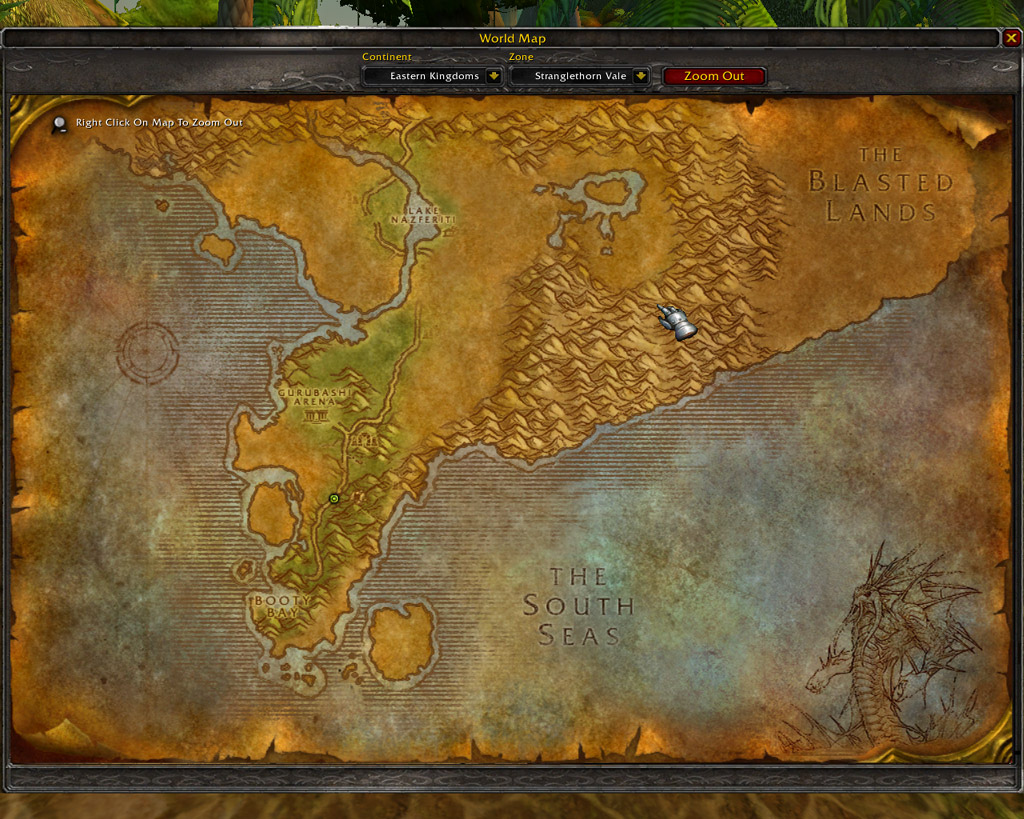 World Map
Continent
Zone
Eastern Kingdoms
Stranglethorn Vale
Zoom Out
Right Click On Map To Zoom Out
THE
BLASTED
LANDS
LAKE
NAZFERITI
GURUBASHI
ARENA
BOOTY
BAY
THE
SOUTH
SEAS